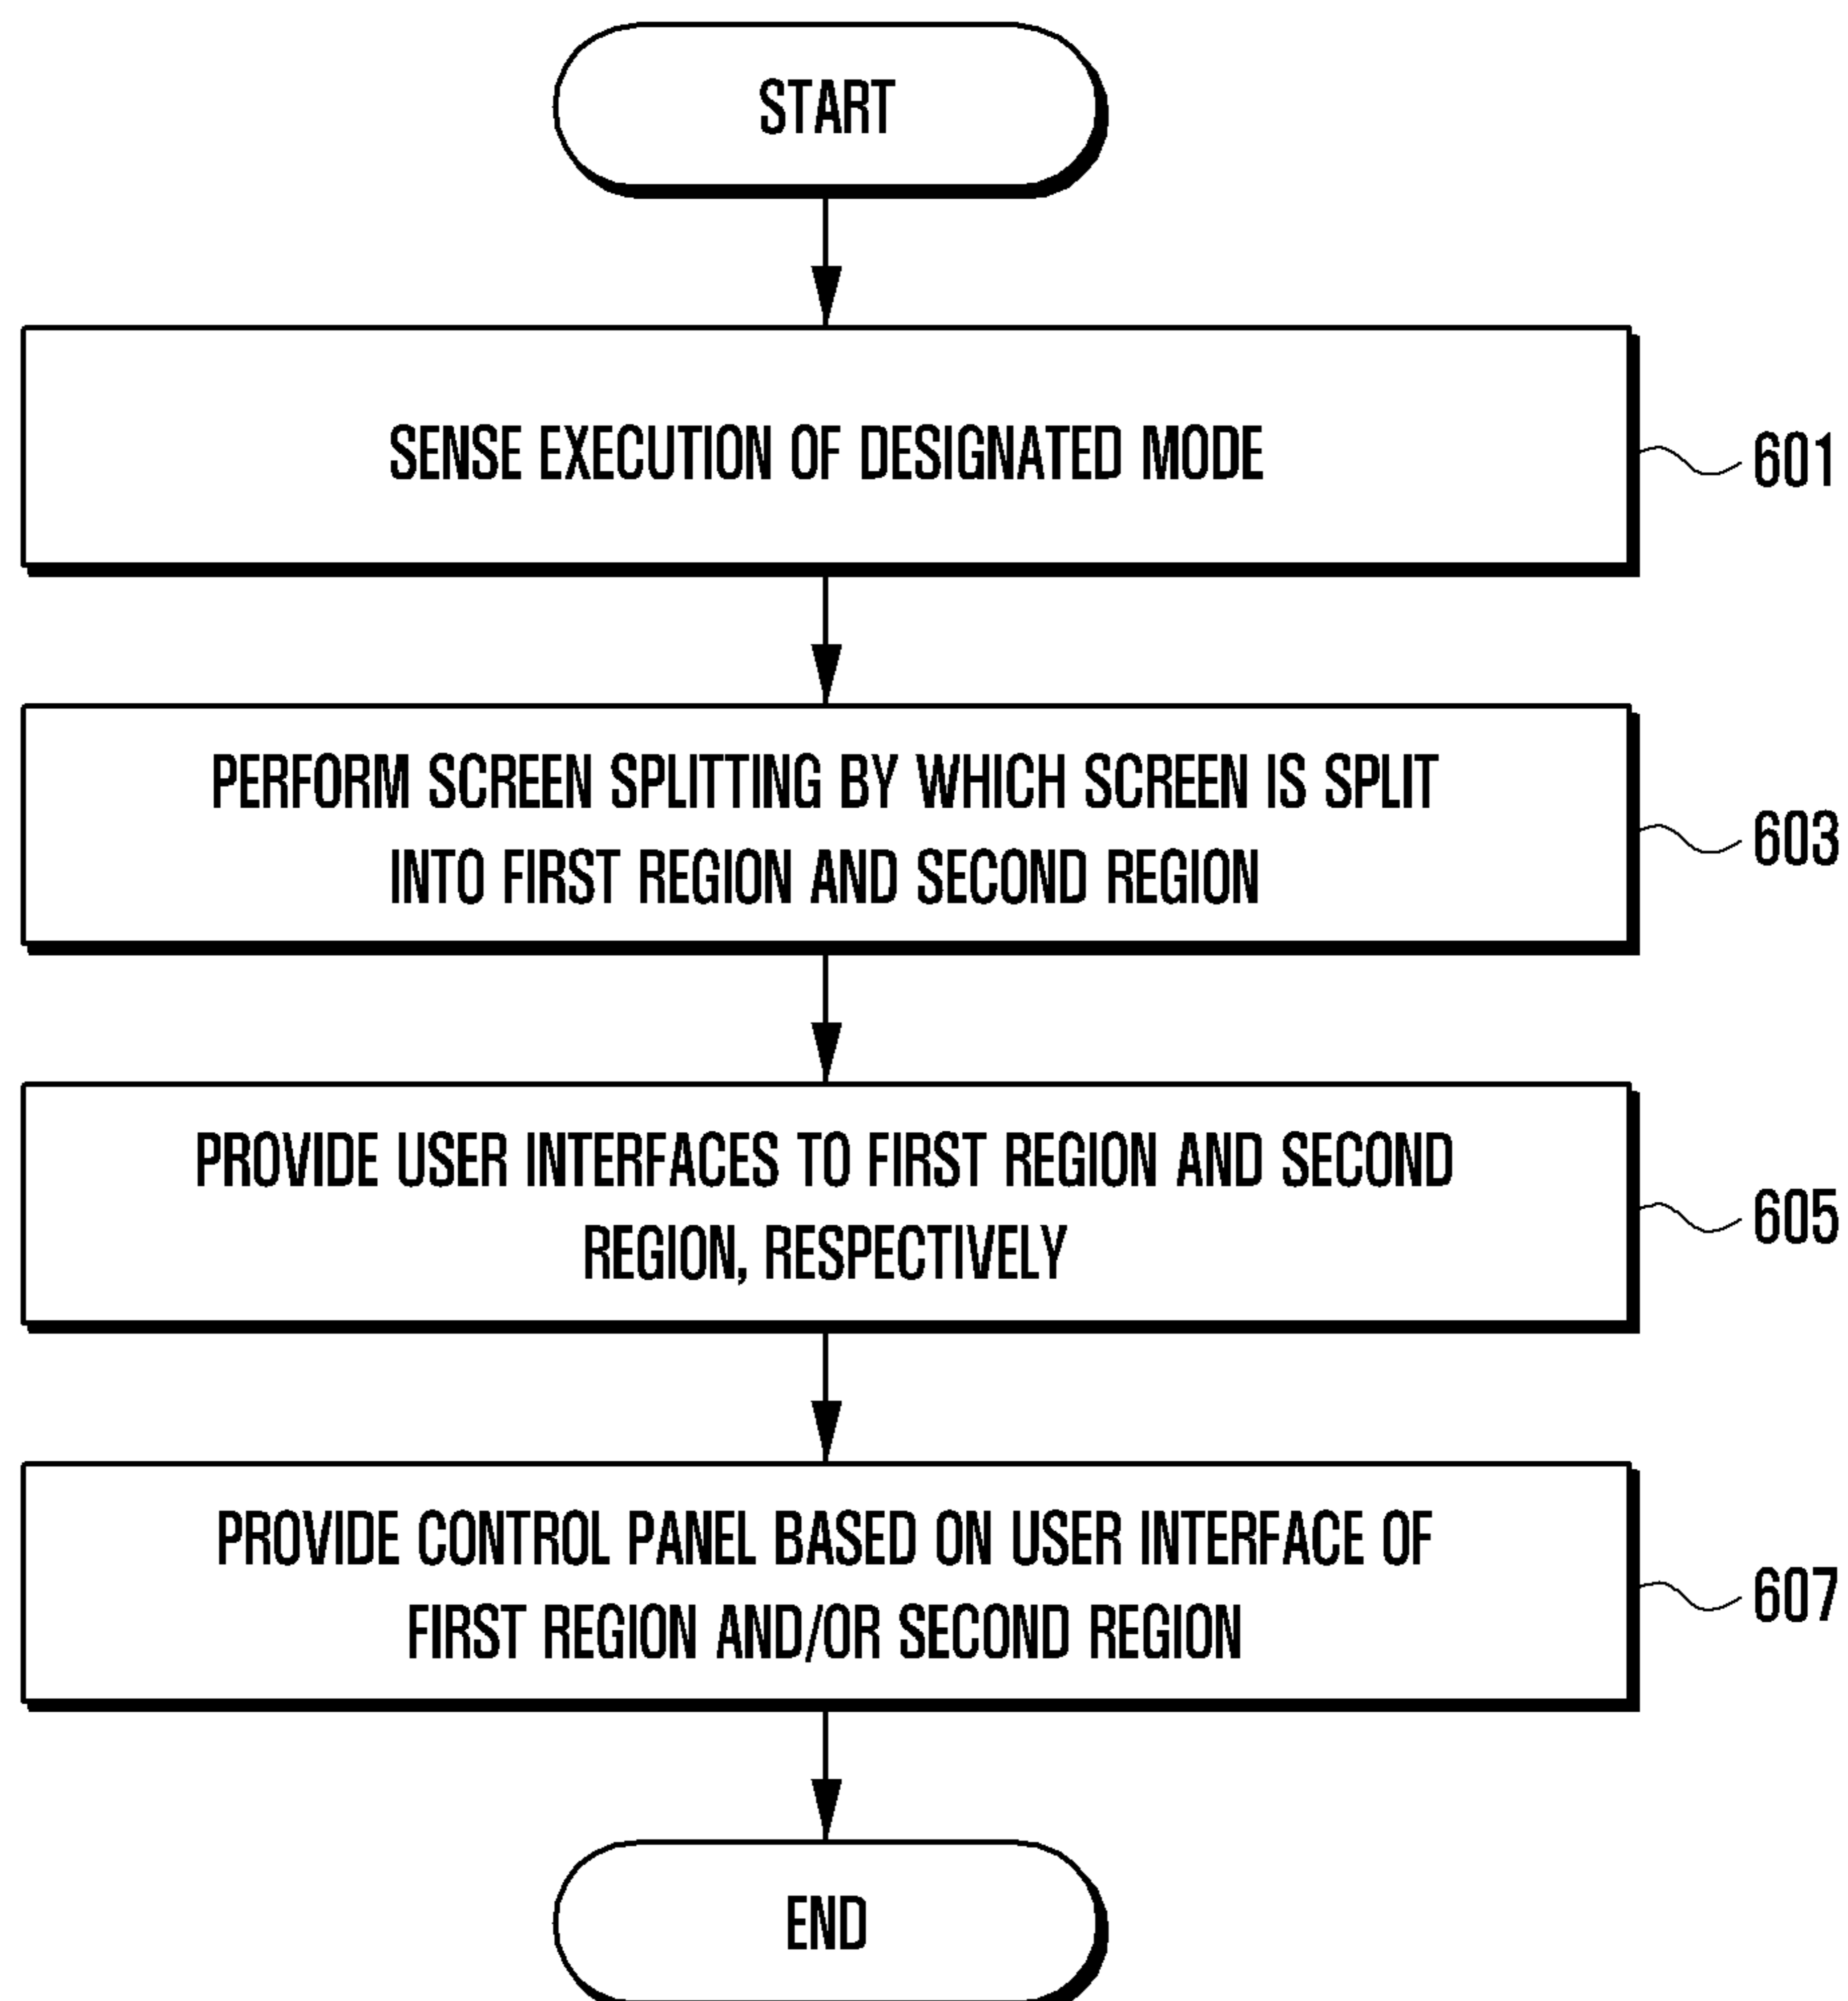 START
SENSE EXECUTION OF DESIGNATED MODE
601
PERFORM SCREEN SPLITTING BY WHICH SCREEN IS SPLIT
INTO FIRST REGION AND SECOND REGION
603
PROVIDE USER INTERFACES TO FIRST REGION AND SECOND
REGION, RESPECTIVELY
605
PROVIDE CONTROL PANEL BASED ON USER INTERFACE OF
FIRST REGION AND/OR SECOND REGION
607
END